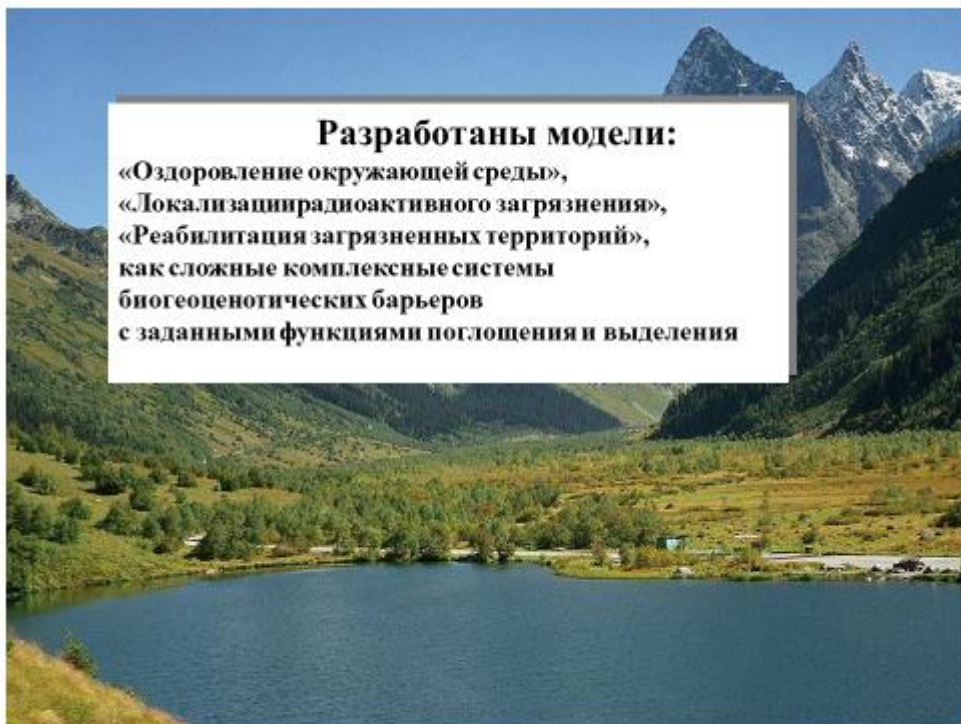 Разработаны модели:
«Оздоровление окружающей среды»,
«Локализациирадиоактивного загрязнения»,
«Реабилитация загрязненных территорий»,
как сложные комплексные системы
биогеоценотических барьеров
с заданными функциями поглощения и выделения